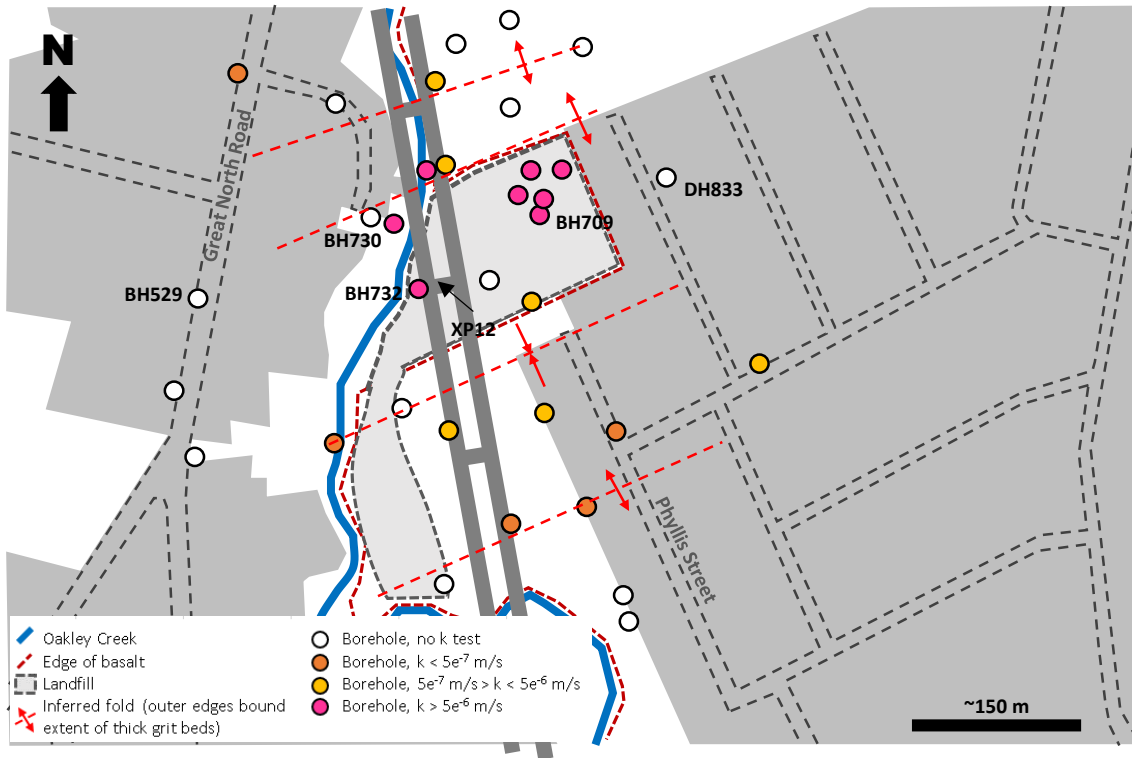 N
Great North Road
DH833
BH709
BH730
BH529
BH732
XP12
Phyllis Street
Oakley Creek
Edge of basalt
Landfill
Inferred fold (outer edges bound
extent of thick grit beds)
Borehole, no k test
Borehole, k < 5e⁻⁷ m/s
Borehole, 5e⁻⁷ m/s > k < 5e⁻⁶ m/s
Borehole, k > 5e⁻⁶ m/s
~150 m